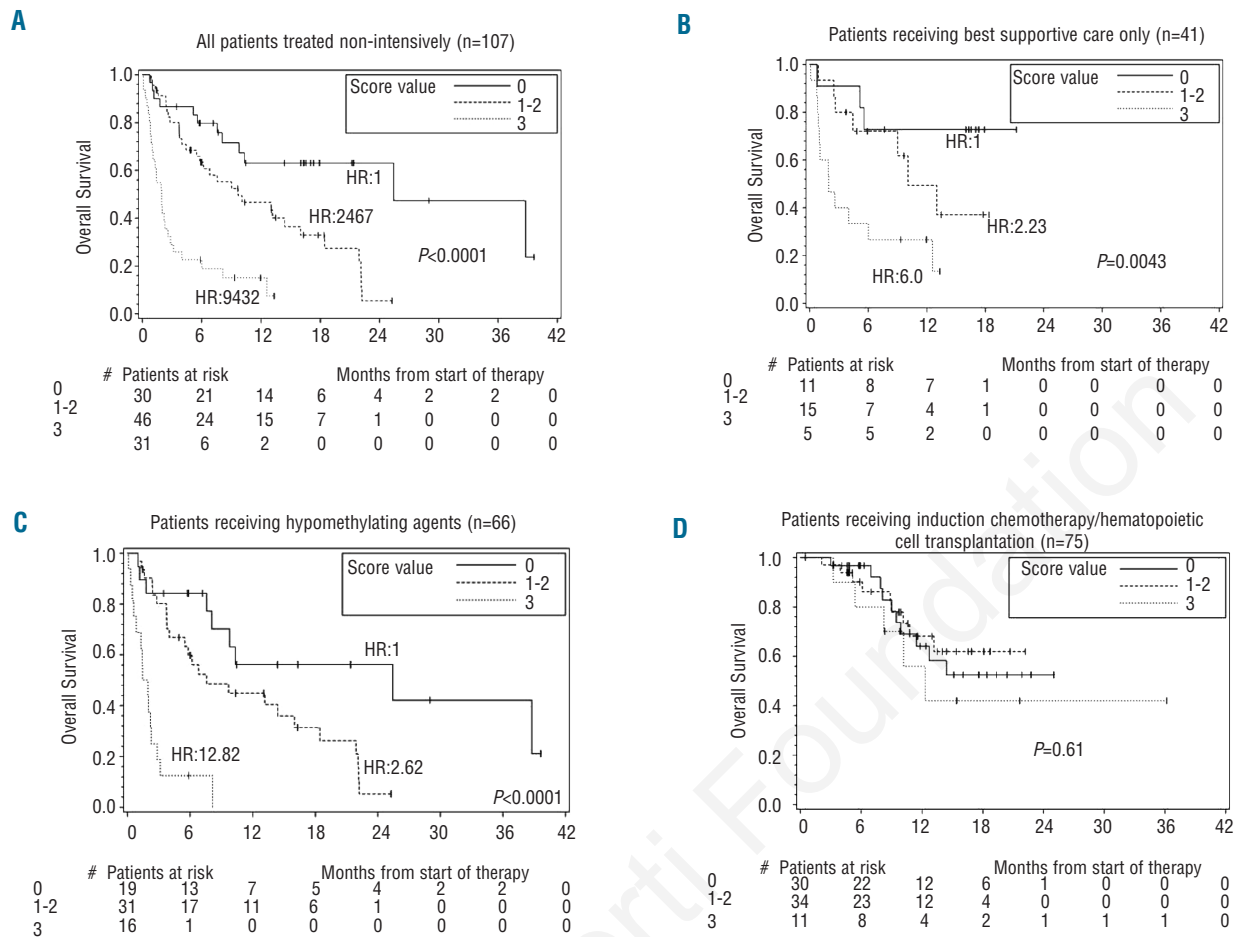 A
All patients treated non-intensively (n=107)
Score value
0
1-2
3
Overall Survival
1.0
0.8
0.6
0.4
0.2
0.0
HR:1
HR:2467
P<0.0001
HR:9432
0 6 12 18 24 30 36 42
# Patients at risk Months from start of therapy
0 30 21 14 6 4 2 2 0
1-2 46 24 15 7 1 0 0 0
3 31 6 2 0 0 0 0 0
B
Patients receiving best supportive care only (n=41)
Score value
0
1-2
3
Overall Survival
1.0
0.8
0.6
0.4
0.2
0.0
HR:1
HR:2.23
P=0.0043
HR:6.0
0 6 12 18 24 30 36 42
# Patients at risk Months from start of therapy
0 11 8 7 1 0 0 0 0
1-2 15 7 4 1 0 0 0 0
3 5 5 2 0 0 0 0 0
C
Patients receiving hypomethylating agents (n=66)
Score value
0
1-2
3
Overall Survival
1.0
0.8
0.6
0.4
0.2
0.0
HR:1
HR:12.82
HR:2.62
P<0.0001
0 6 12 18 24 30 36 42
# Patients at risk Months from start of therapy
0 19 13 7 5 4 2 2 0
1-2 31 17 11 6 1 0 0 0
3 16 1 0 0 0 0 0 0
D
Patients receiving induction chemotherapy/hematopoietic
cell transplantation (n=75)
Score value
0
1-2
3
Overall Survival
1.0
0.8
0.6
0.4
0.2
0.0
P=0.61
0 6 12 18 24 30 36 42
# Patients at risk Months from start of therapy
0 30 22 12 6 1 0 0 0
1-2 34 23 12 4 0 0 0 0
3 11 8 4 2 1 1 1 0
rti Foundation